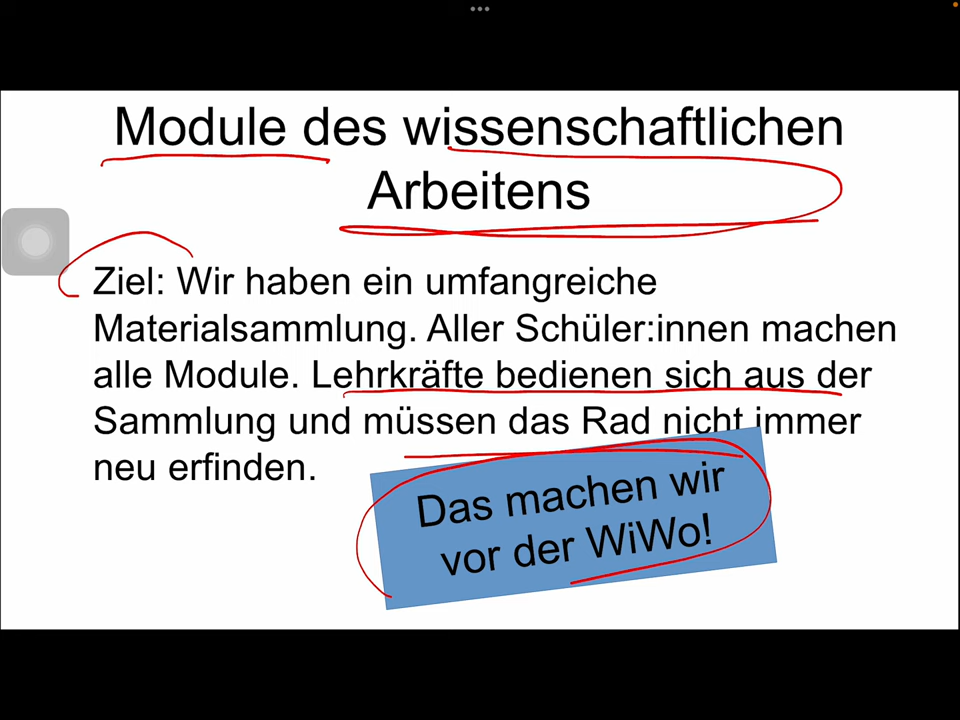 Module des wissenschaftlichen
Arbeitens
Ziel: Wir haben ein umfangreiche
Materialsammlung. Aller Schüler:innen machen
alle Module. Lehrkräfte bedienen sich aus der
Sammlung und müssen das Rad nicht immer
neu erfinden.
Das machen wir
vor der WiWo!